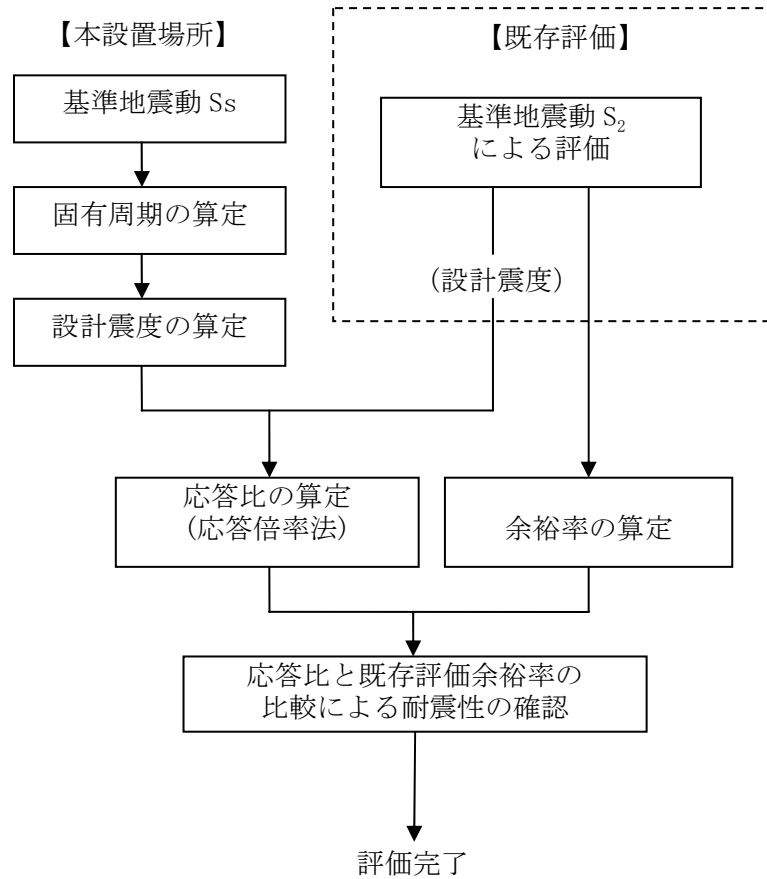 【本設置場所】
【既存評価】
基準地震動 Ss
基準地震動 S₂
による評価
固有周期の算定
(設計震度)
設計震度の算定
応答比の算定
(応答倍率法)
余裕率の算定
応答比と既存評価余裕率の
比較による耐震性の確認
評価完了